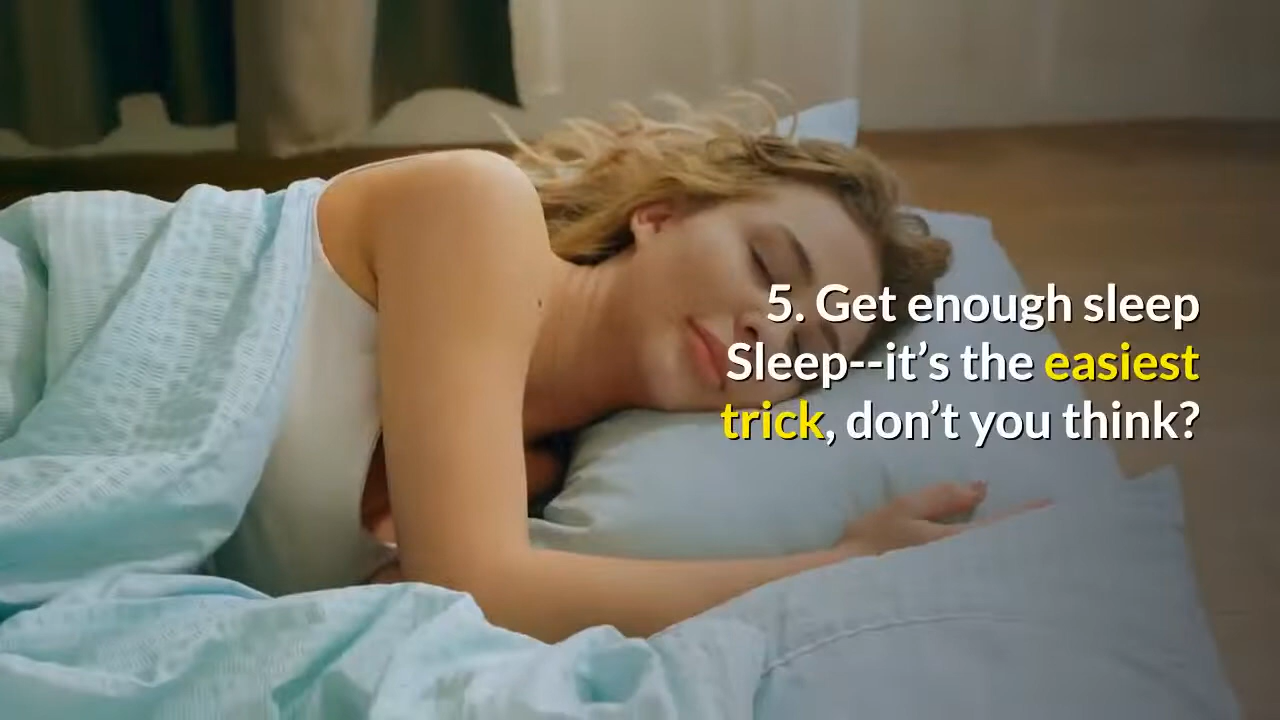 5. Get enough sleep
Sleep--it’s the easiest
trick, don’t you think?